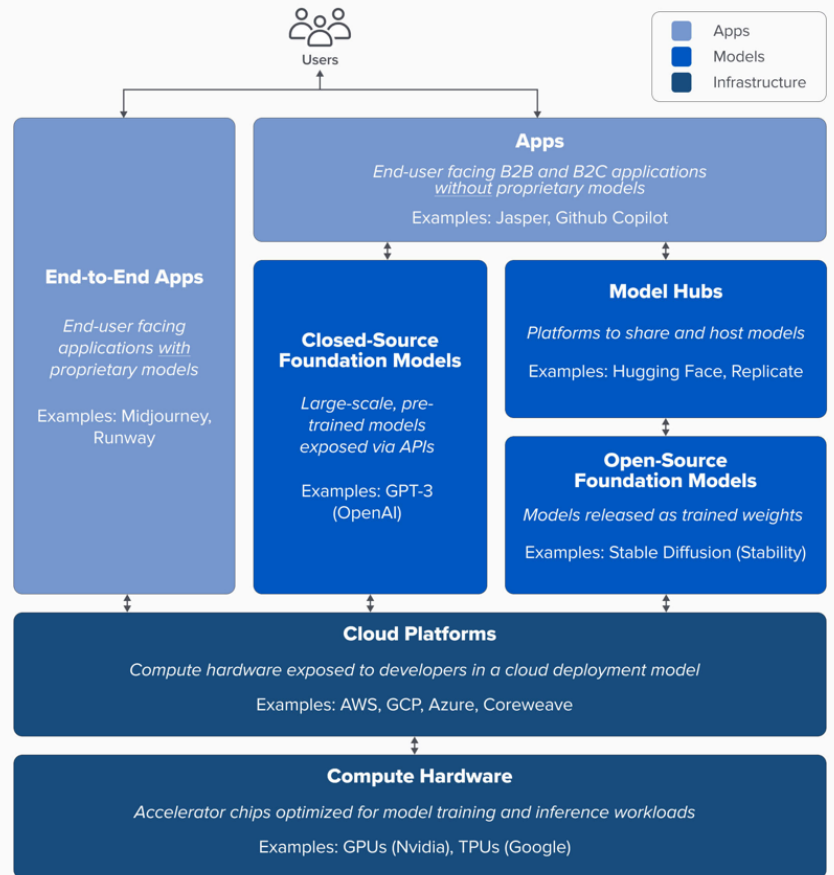 Users
Apps
Models
Infrastructure
Apps
End-user facing B2B and B2C applications
without proprietary models
Examples: Jasper, Github Copilot
End-to-End Apps
End-user facing
applications with
proprietary models
Examples: Midjourney,
Runway
Closed-Source
Foundation Models
Large-scale, pre-
trained models
exposed via APIs
Examples: GPT-3
(OpenAI)
Model Hubs
Platforms to share and host models
Examples: Hugging Face, Replicate
Open-Source
Foundation Models
Models released as trained weights
Examples: Stable Diffusion (Stability)
Cloud Platforms
Compute hardware exposed to developers in a cloud deployment model
Examples: AWS, GCP, Azure, Coreweave
Compute Hardware
Accelerator chips optimized for model training and inference workloads
Examples: GPUs (Nvidia), TPUs (Google)